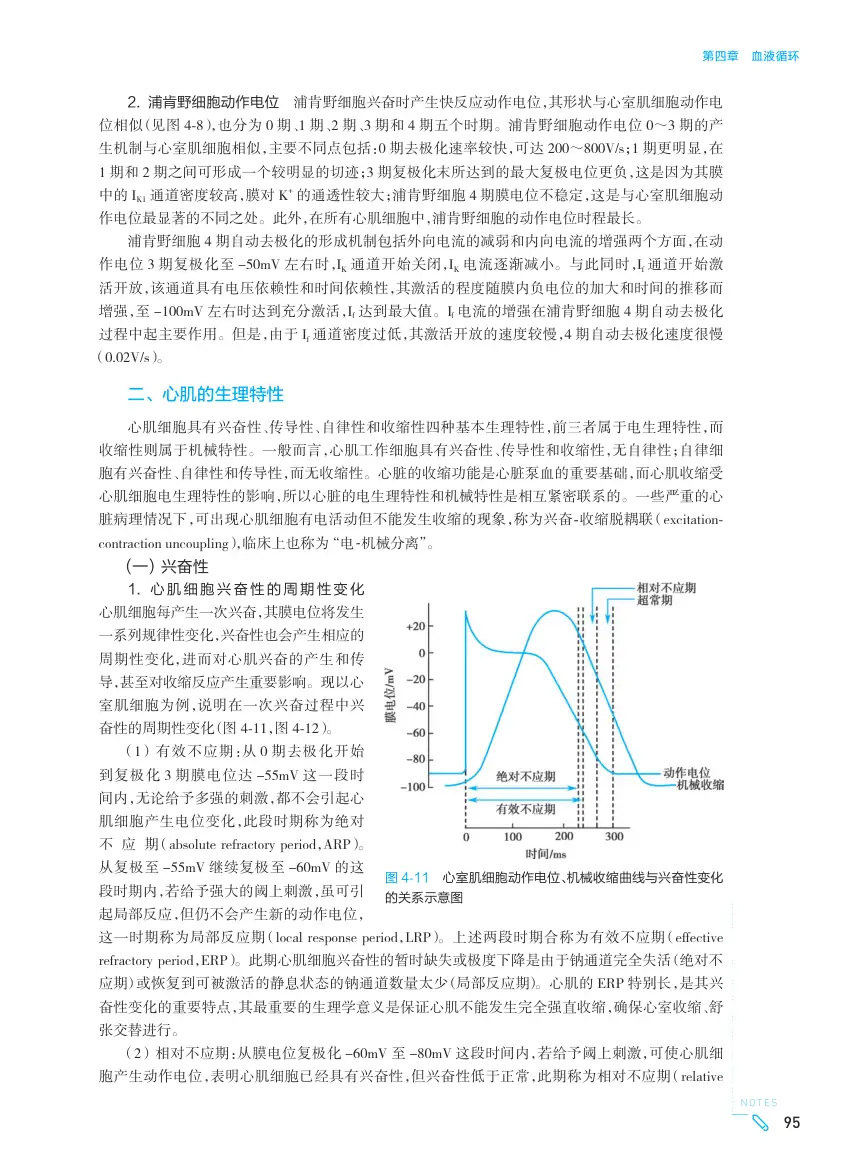 第四章 血液循环
2. 浦肯野细胞动作电位 浦肯野细胞兴奋时产生快反应动作电位,其形状与心室肌细胞动作电
位相似(见图 4-8),也分为 0 期、1 期、2 期、3 期和 4 期五个时期。浦肯野细胞动作电位 0～3 期的产
生机制与心室肌细胞相似,主要不同点包括:0 期去极化速率较快,可达 200～800V/s;1 期更明显,在
1 期和 2 期之间可形成一个较明显的切迹;3 期复极化末所达到的最大复极电位更负,这是因为其膜
中的 IK1 通道密度较高,膜对 K⁺ 的通透性较大;浦肯野细胞 4 期膜电位不稳定,这是与心室肌细胞动
作电位最显著的不同之处。此外,在所有心肌细胞中,浦肯野细胞的动作电位时程最长。
浦肯野细胞 4 期自动去极化的形成机制包括外向电流的减弱和内向电流的增强两个方面,在动
作电位 3 期复极化至 –50mV 左右时,IK 通道开始关闭,IK 电流逐渐减小。与此同时,If 通道开始激
活开放,该通道具有电压依赖性和时间依赖性,其激活的程度随膜内负电位的加大和时间的推移而
增强,至 –100mV 左右时达到充分激活,If 达到最大值。If 电流的增强在浦肯野细胞 4 期自动去极化
过程中起主要作用。但是,由于 If 通道密度过低,其激活开放的速度较慢,4 期自动去极化速度很慢
(0.02V/s)。
二、心肌的生理特性
心肌细胞具有兴奋性、传导性、自律性和收缩性四种基本生理特性,前三者属于电生理特性,而
收缩性则属于机械特性。一般而言,心肌工作细胞具有兴奋性、传导性和收缩性,无自律性;自律细
胞有兴奋性、自律性和传导性,而无收缩性。心脏的收缩功能是心脏泵血的重要基础,而心肌收缩受
心肌细胞电生理特性的影响,所以心脏的电生理特性和机械特性是相互紧密联系的。一些严重的心
脏病理情况下,可出现心肌细胞有电活动但不能发生收缩的现象,称为兴奋-收缩脱耦联(excitation-
contraction uncoupling),临床上也称为“电-机械分离”。
(一) 兴奋性
1. 心肌细胞兴奋性的周期性变化
心肌细胞每产生一次兴奋,其膜电位将发生
一系列规律性变化,兴奋性也会产生相应的
周期性变化,进而对心肌兴奋的产生和传
导,甚至对收缩反应产生重要影响。现以心
室肌细胞为例,说明在一次兴奋过程中兴
奋性的周期性变化(图 4-11,图 4-12)。
(1)有效不应期:从 0 期去极化开始
到复极化 3 期膜电位达 –55mV 这一段时
间内,无论给予多强的刺激,都不会引起心
肌细胞产生电位变化,此段时期称为绝对
不应期(absolute refractory period,ARP)。
从复极至 –55mV 继续复极至 –60mV 的这
段时期内,若给予强大的阈上刺激,虽可引
起局部反应,但仍不会产生新的动作电位,
这一时期称为局部反应期(local response period,LRP)。上述两段时期合称为有效不应期(effective
refractory period,ERP)。此期心肌细胞兴奋性的暂时缺失或极度下降是由于钠通道完全失活(绝对不
应期)或恢复到可被激活的静息状态的钠通道数量太少(局部反应期)。心肌的 ERP 特别长,是其兴
奋性变化的重要特点,其最重要的生理学意义是保证心肌不能发生完全强直收缩,确保心室收缩、舒
张交替进行。
(2)相对不应期:从膜电位复极化 –60mV 至 –80mV 这段时间内,若给予阈上刺激,可使心肌细
胞产生动作电位,表明心肌细胞已经具有兴奋性,但兴奋性低于正常,此期称为相对不应期(relative
相对不应期
超常期
膜电位/mV
+20
0
–20
–40
–60
–80
–100
绝对不应期
有效不应期
动作电位
机械收缩
0 100 200 300
时间/ms
图 4-11 心室肌细胞动作电位、机械收缩曲线与兴奋性变化
的关系示意图
NOTES
95